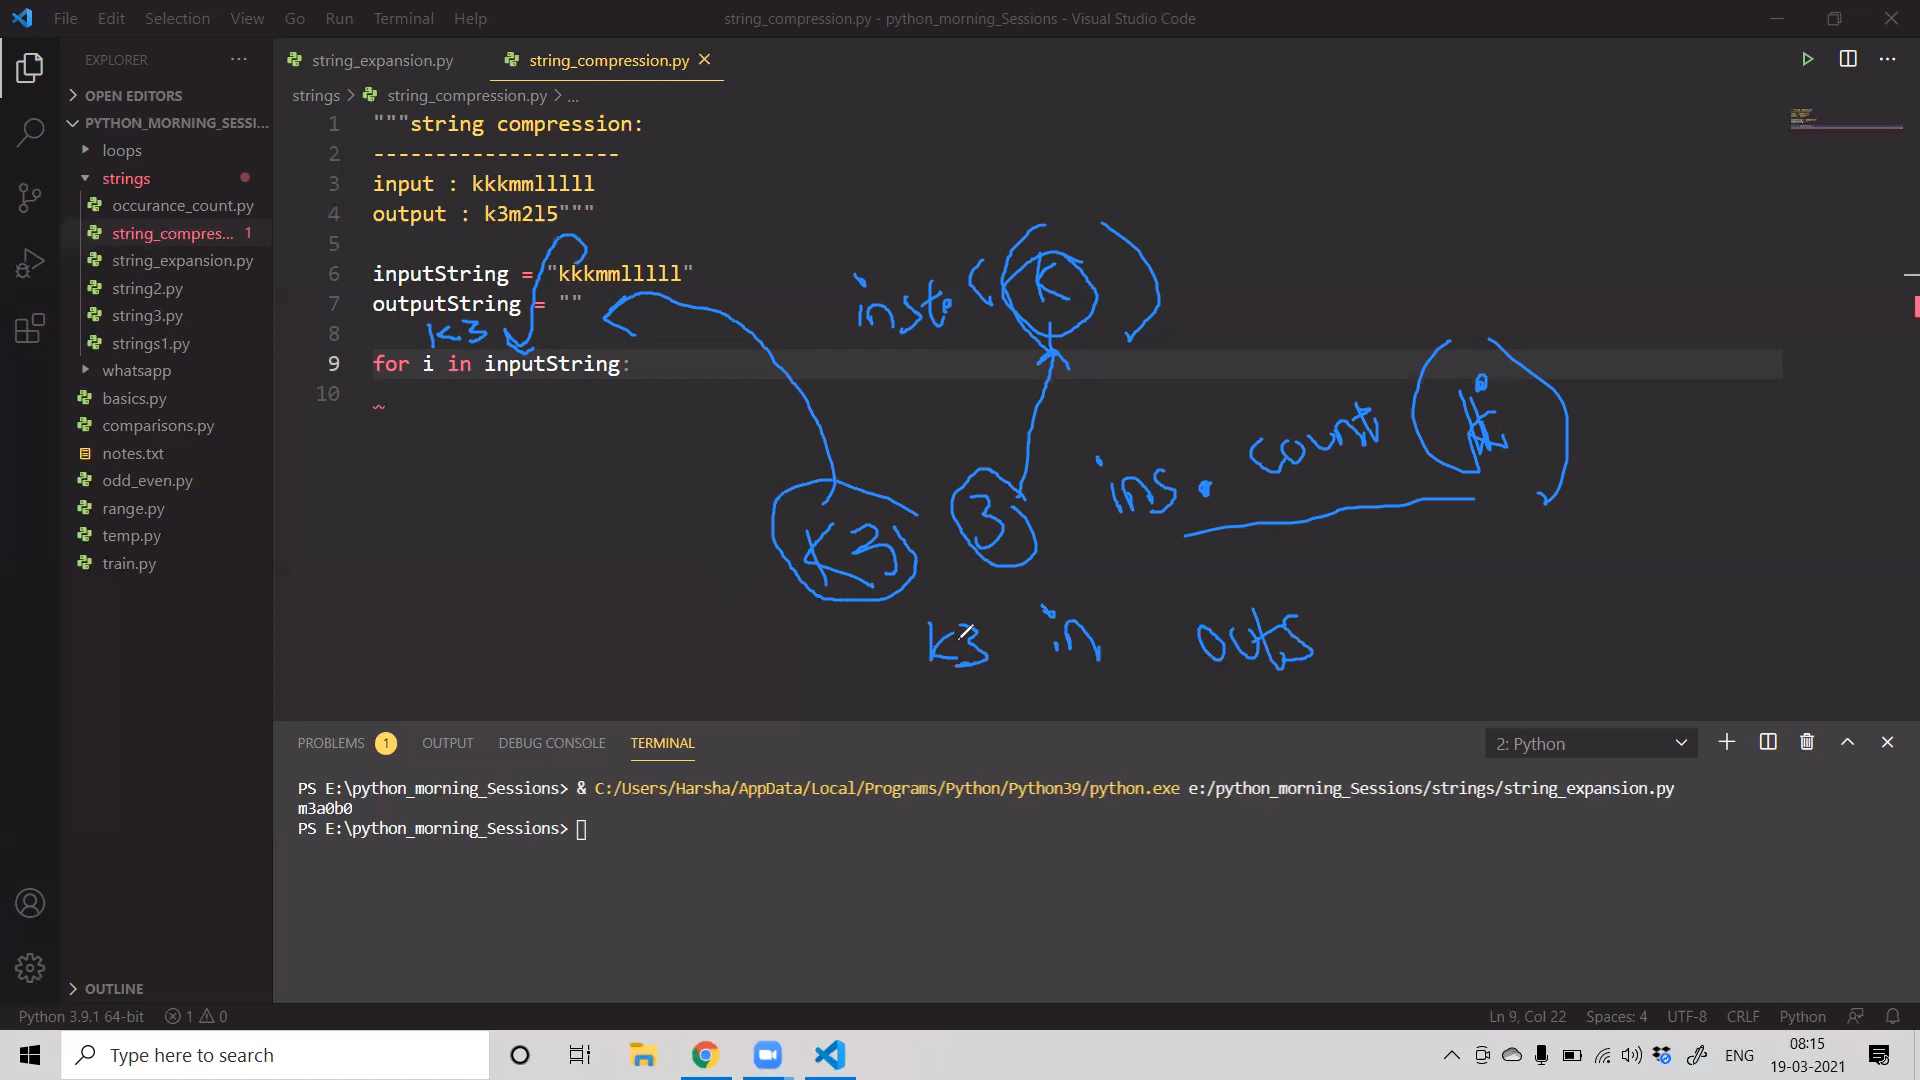 File Edit Selection View Go Run Terminal Help
string_compression.py - python_morning_Sessions - Visual Studio Code
EXPLORER ...
OPEN EDITORS
PYTHON_MORNING_SESSI...
loops
strings
occurance_count.py
string_compres... 1
string_expansion.py
string2.py
string3.py
strings1.py
whatsapp
basics.py
comparisons.py
notes.txt
odd_even.py
range.py
temp.py
train.py
OUTLINE
string_expansion.py string_compression.py
strings > string_compression.py > ...
1 """string compression:
2 --------------------
3 input : kkkmmlllll
4 output : k3m2l5"""
5
6 inputString = "kkkmmlllll"
7 outputString = ""
8
9 for i in inputString:
10
k3
inste (K)
ins. count (
K3 3
k3 in outs
PROBLEMS 1 OUTPUT DEBUG CONSOLE TERMINAL
2: Python
PS E:\python_morning_Sessions> & C:/Users/Harsha/AppData/Local/Programs/Python/Python39/python.exe e:/python_morning_Sessions/strings/string_expansion.py
m3a0b0
PS E:\python_morning_Sessions>
Python 3.9.1 64-bit 1 0
Ln 9, Col 22 Spaces: 4 UTF-8 CRLF Python
Type here to search
ENG
08:15
19-03-2021